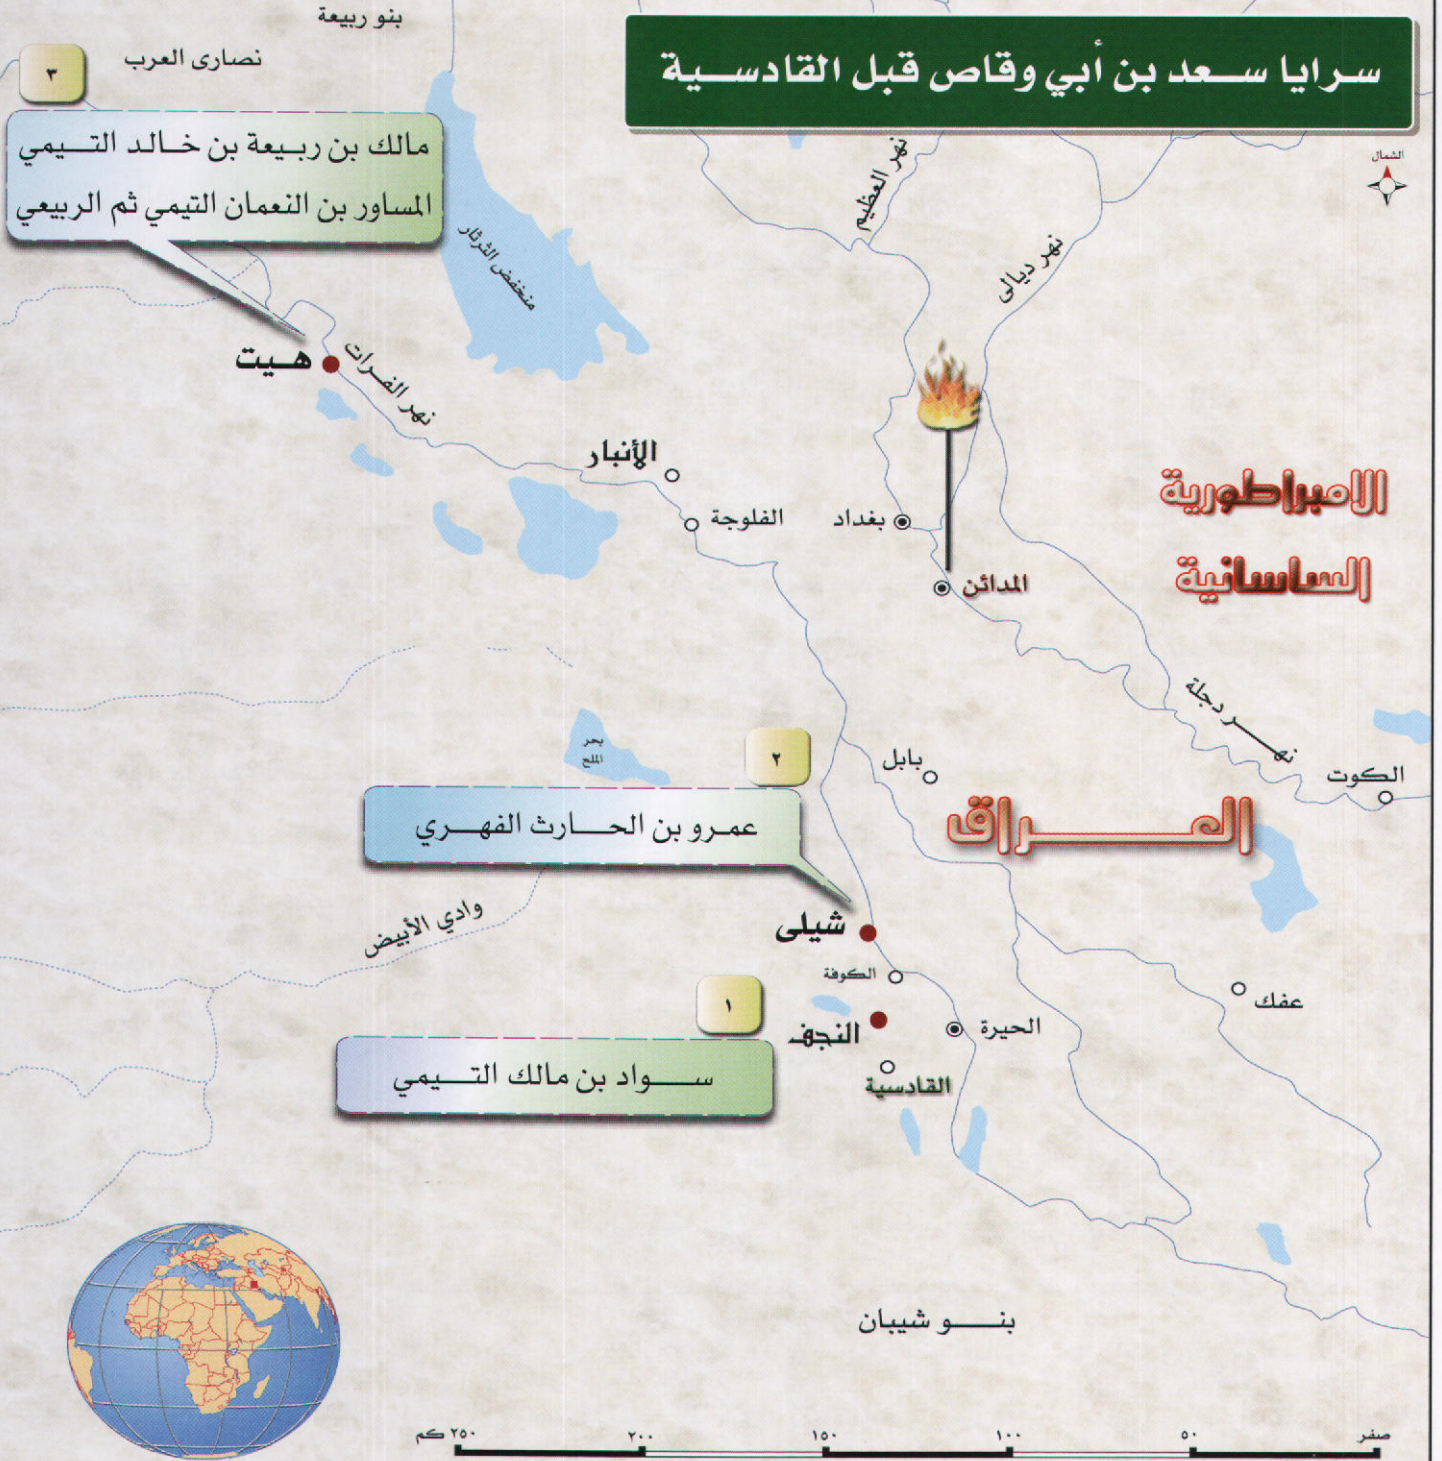 سرايا سعد بن أبي وقاص قبل القادسية
بنو ربيعة
نصارى العرب
٣
مالك بن ربيعة بن خالد التيمي
المساور بن النعمان التيمي ثم الربيعي
الشمال
نهر العظيم
نهر ديالى
منخفض الثرثار
هيت
نهر الفرات
الأنبار
الفلوجة
بغداد
المدائن
الامبراطورية
الساسانية
نهر دجلة
الكوت
بحر
الملح
٢
بابل
عمرو بن الحارث الفهري
العراق
وادي الأبيض
شيلى
الكوفة
عفك
١
النجف
الحيرة
سواد بن مالك التيمي
القادسية
بنو شيبان
صفر
٥٠
١٠٠
١٥٠
٢٠٠
٢٥٠ كم